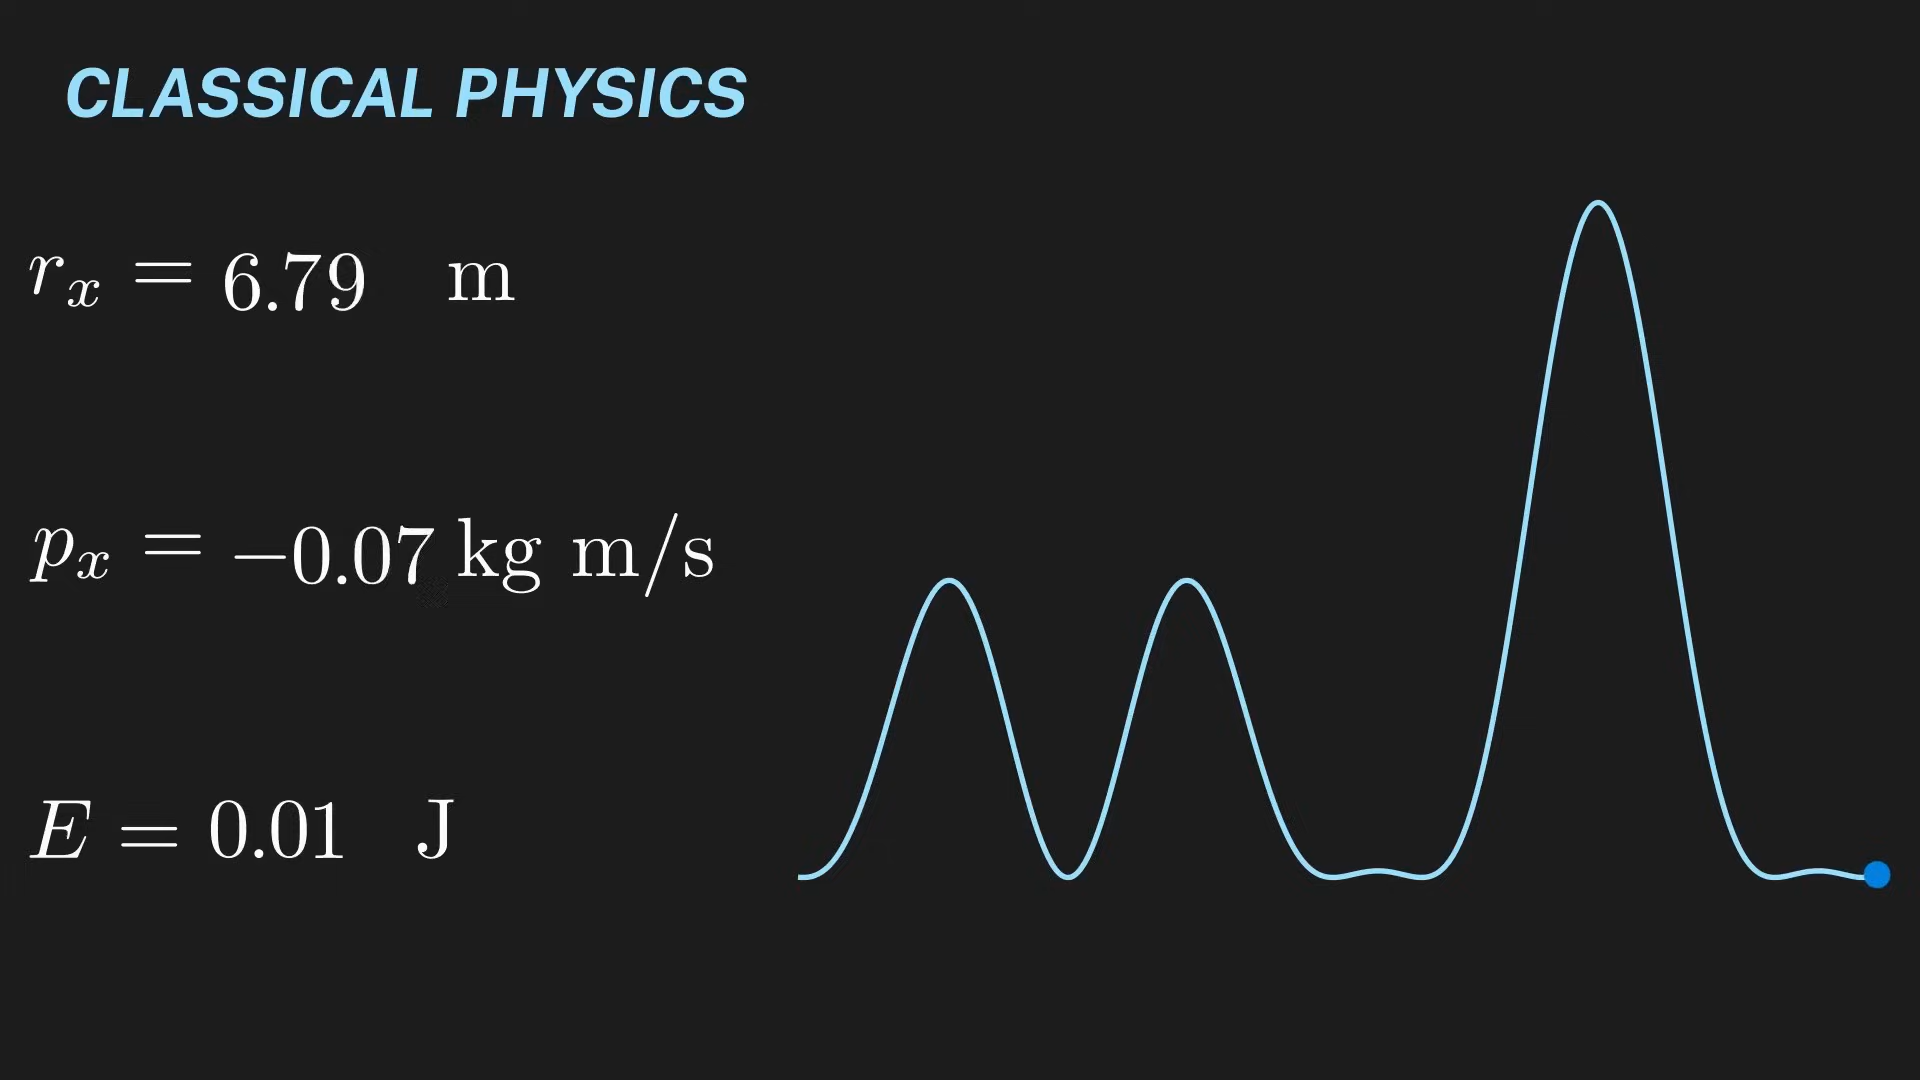 CLASSICAL PHYSICS
r_x = 6.79 m
p_x = −0.07 kg m/s
E = 0.01 J